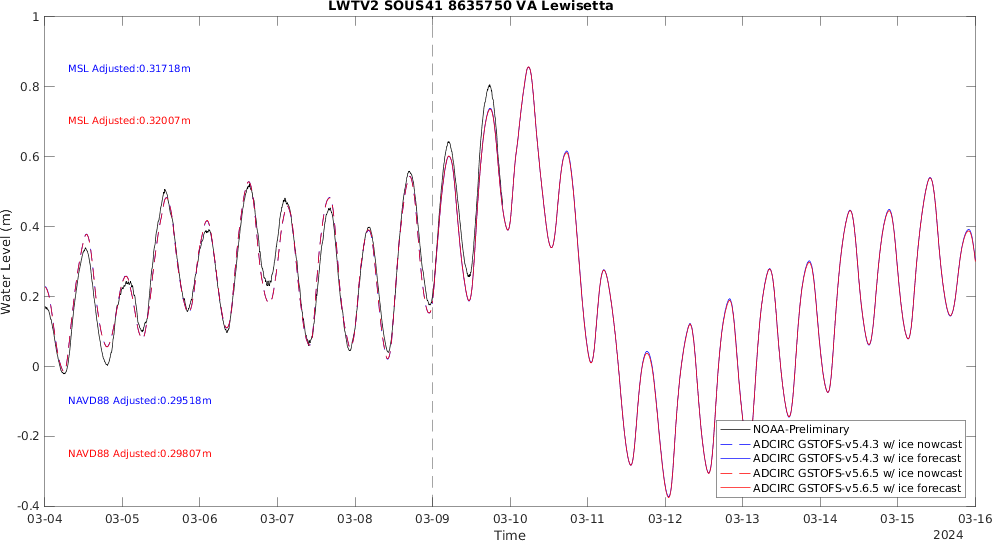 LWTV2 SOUS41 8635750 VA Lewisetta
1
0.8
0.6
0.4
0.2
0
-0.2
-0.4
Water Level (m)
MSL Adjusted:0.31718m
MSL Adjusted:0.32007m
NAVD88 Adjusted:0.29518m
NAVD88 Adjusted:0.29807m
NOAA-Preliminary
ADCIRC GSTOFS-v5.4.3 w/ ice nowcast
ADCIRC GSTOFS-v5.4.3 w/ ice forecast
ADCIRC GSTOFS-v5.6.5 w/ ice nowcast
ADCIRC GSTOFS-v5.6.5 w/ ice forecast
03-04 03-05 03-06 03-07 03-08 03-09 03-10 03-11 03-12 03-13 03-14 03-15 03-16
Time
2024